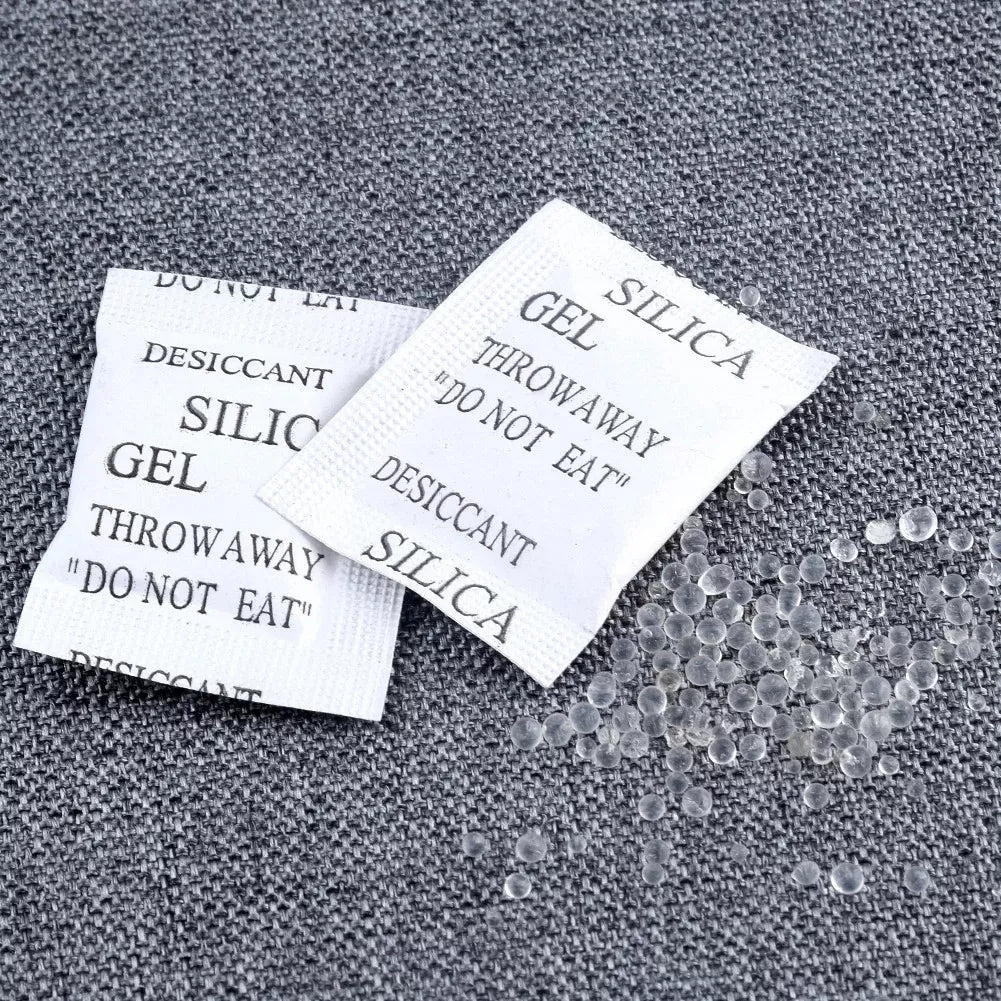 DO NOT EAT
DESICCANT
SILIC
GEL
THROWAWAY
"DO NOT EAT"
DESICCANT
SILICA
GEL
THROWAWAY
"DO NOT EAT"
DESICCANT
SILICA